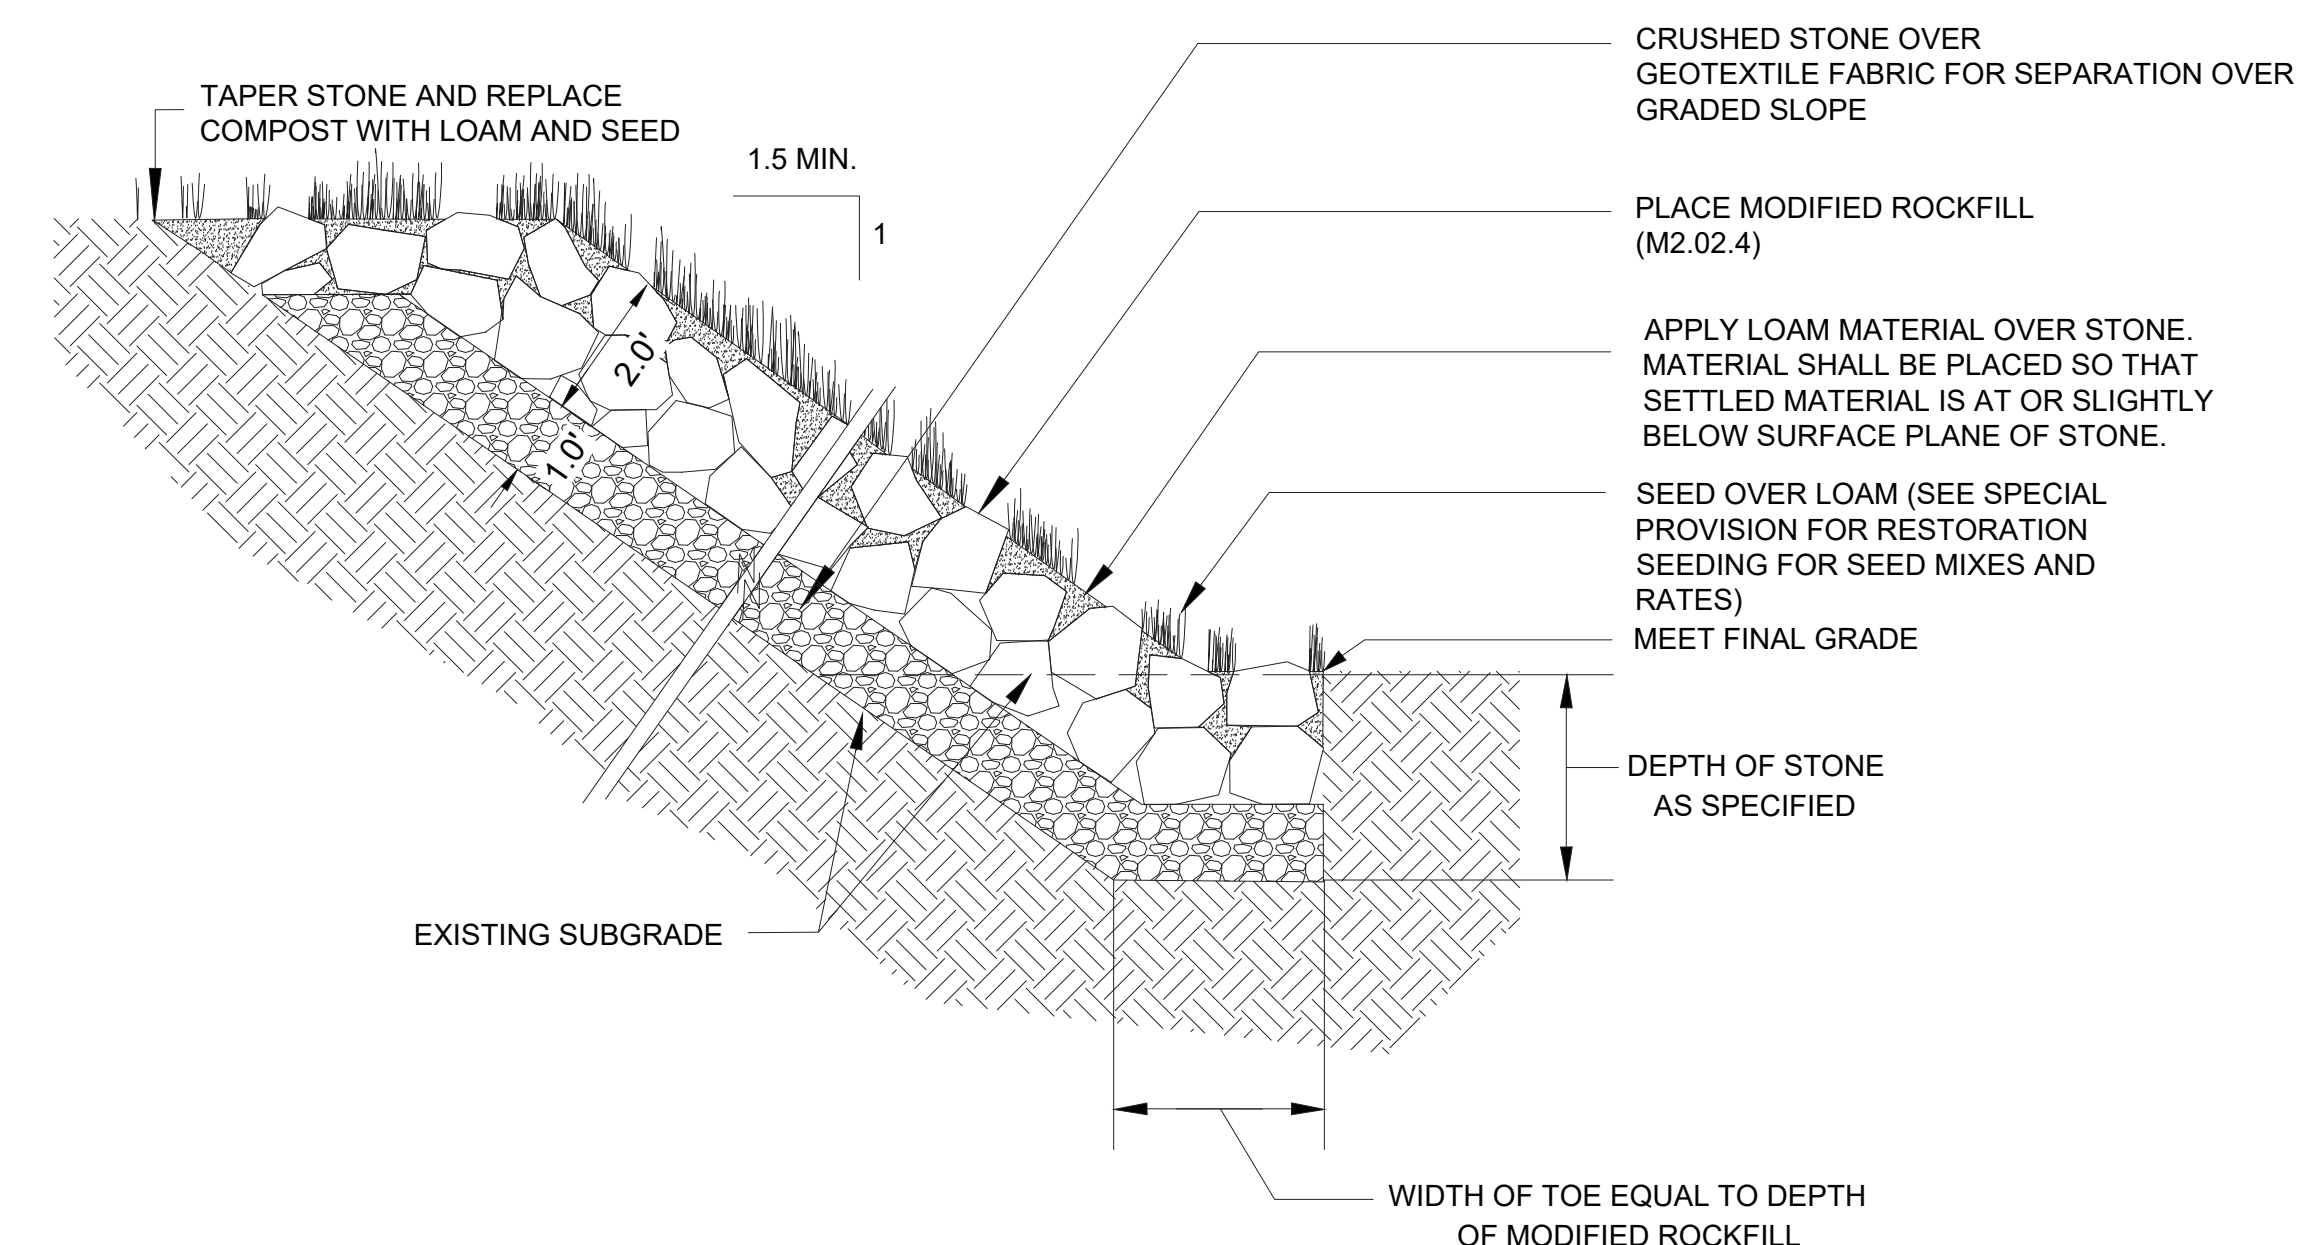 TAPER STONE AND REPLACE
COMPOST WITH LOAM AND SEED
1.5 MIN.
1
CRUSHED STONE OVER
GEOTEXTILE FABRIC FOR SEPARATION OVER
GRADED SLOPE
PLACE MODIFIED ROCKFILL
(M2.02.4)
APPLY LOAM MATERIAL OVER STONE.
MATERIAL SHALL BE PLACED SO THAT
SETTLED MATERIAL IS AT OR SLIGHTLY
BELOW SURFACE PLANE OF STONE.
SEED OVER LOAM (SEE SPECIAL
PROVISION FOR RESTORATION
SEEDING FOR SEED MIXES AND
RATES)
MEET FINAL GRADE
2.0'
1.0'
DEPTH OF STONE
AS SPECIFIED
EXISTING SUBGRADE
WIDTH OF TOE EQUAL TO DEPTH
OF MODIFIED ROCKFILL